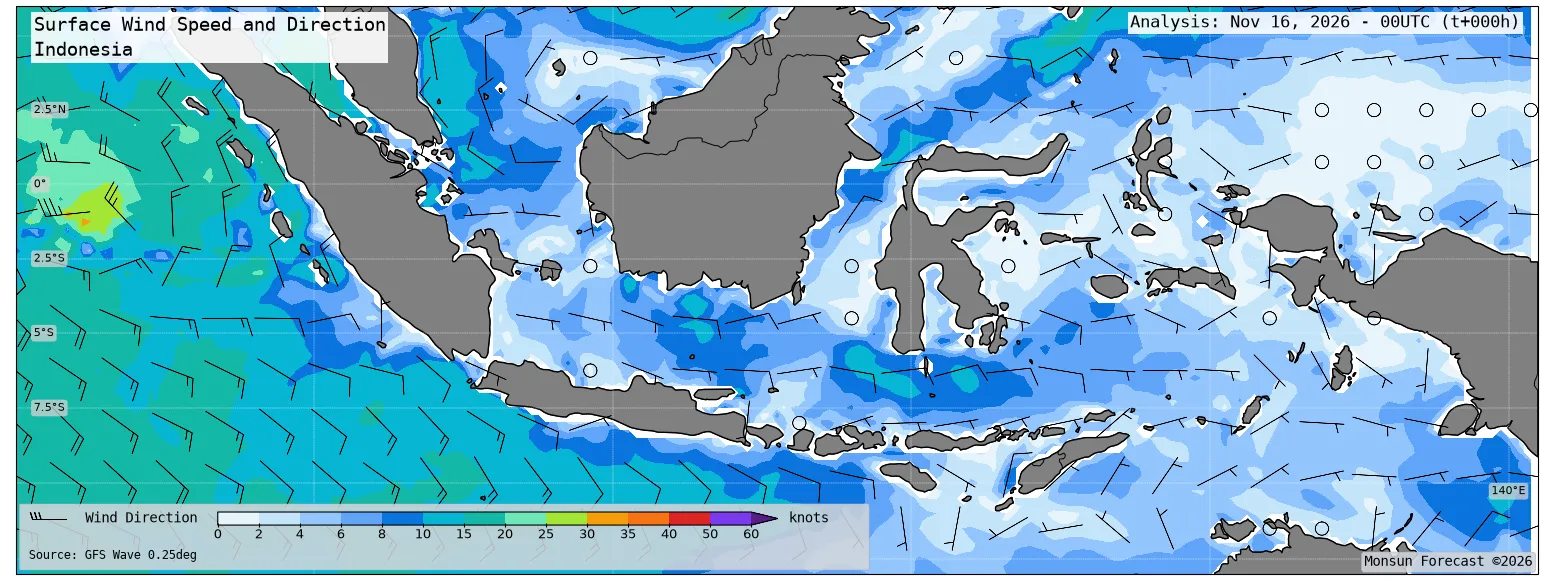 Surface Wind Speed and Direction
Indonesia
Analysis: Nov 16, 2026 - 00UTC (t+000h)
2.5°N
0°
2.5°S
5°S
7.5°S
140°E
Wind Direction
0 2 4 6 8 10 15 20 25 30 35 40 50 60
knots
Source: GFS Wave 0.25deg
Monsun Forecast ©2026